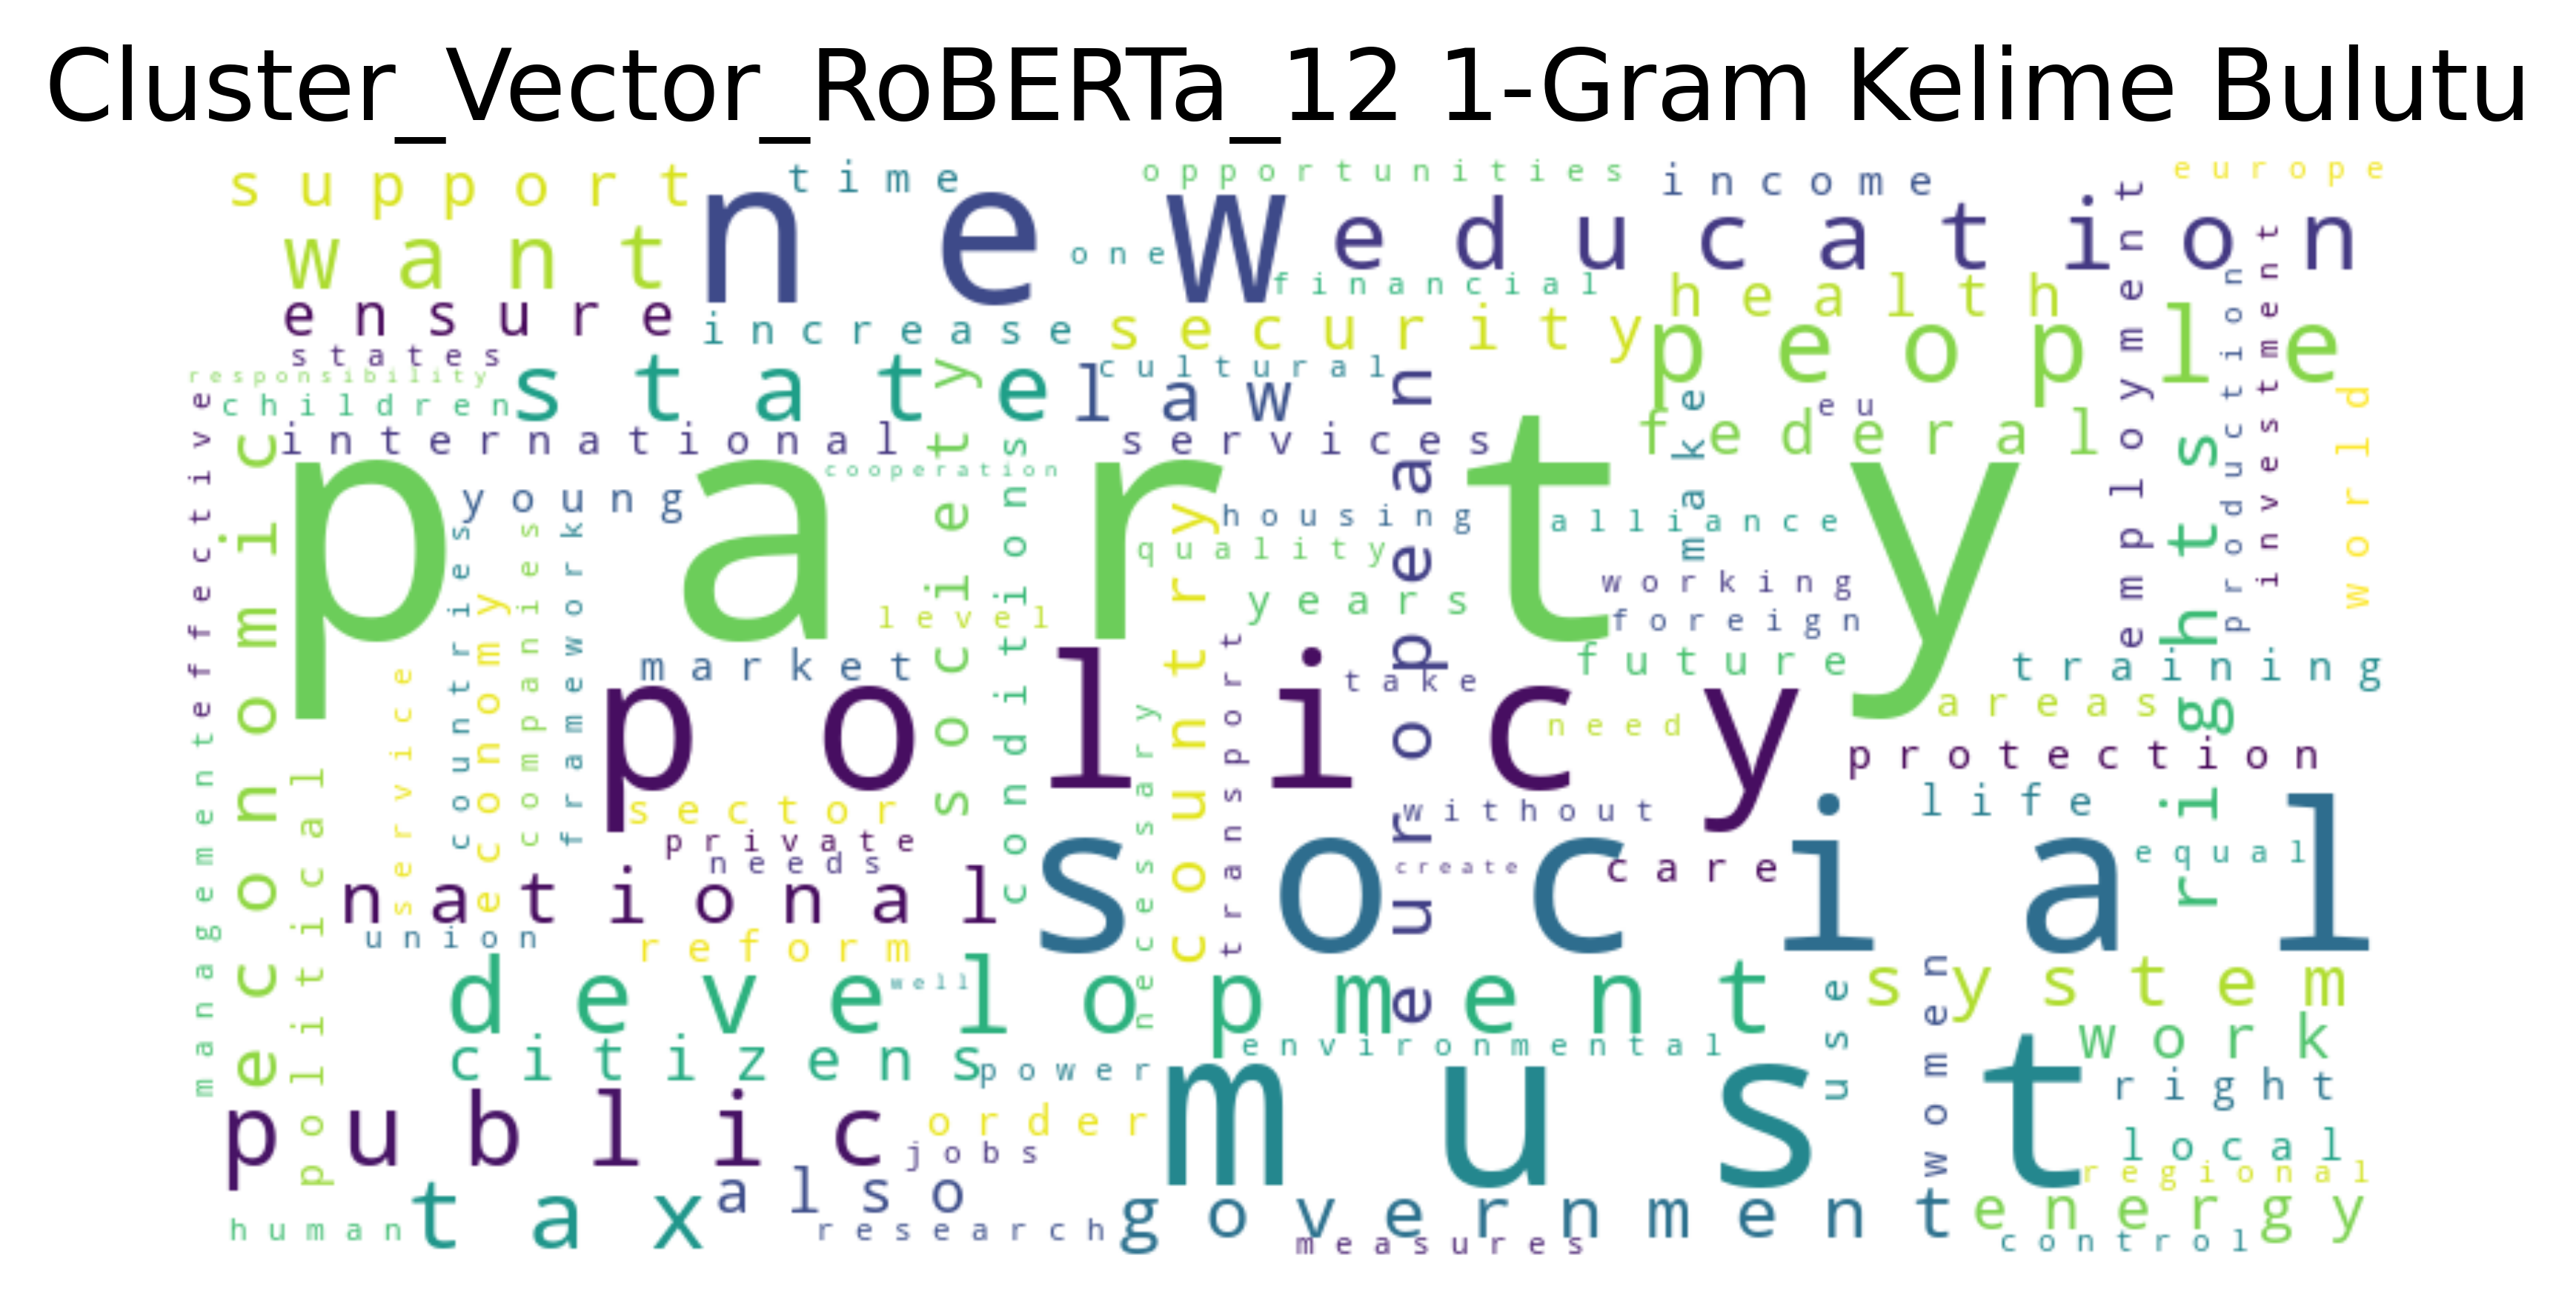 Cluster_Vector_RoBERTa_12 1-Gram Kelime Bulutu
support
time
opportunities
income
europe
want
new
one
education
employment
financial
health
production
investment
ensure
increase
security
people
states
responsibility
children
state
cultural
law
make
eu
federal
world
international
cooperation
services
european
rights
effective
economic
party
young
society
conditions
country
housing
alliance
quality
working
foreign
years
level
countries
economy
companies
framework
market
transport
take
future
training
service
policy
need
areas
necessary
protection
political
management
sector
without
life
private
needs
national
create
care
social
equal
union
reform
development
well
use
women
system
citizens
power
environmental
must
work
right
public
order
jobs
local
regional
tax
also
human
research
government
measures
energy
control